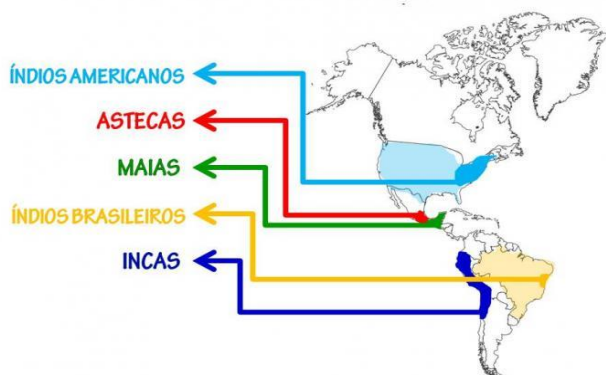 ÍNDIOS AMERICANOS
ASTECAS
MAIAS
ÍNDIOS BRASILEIROS
INCAS